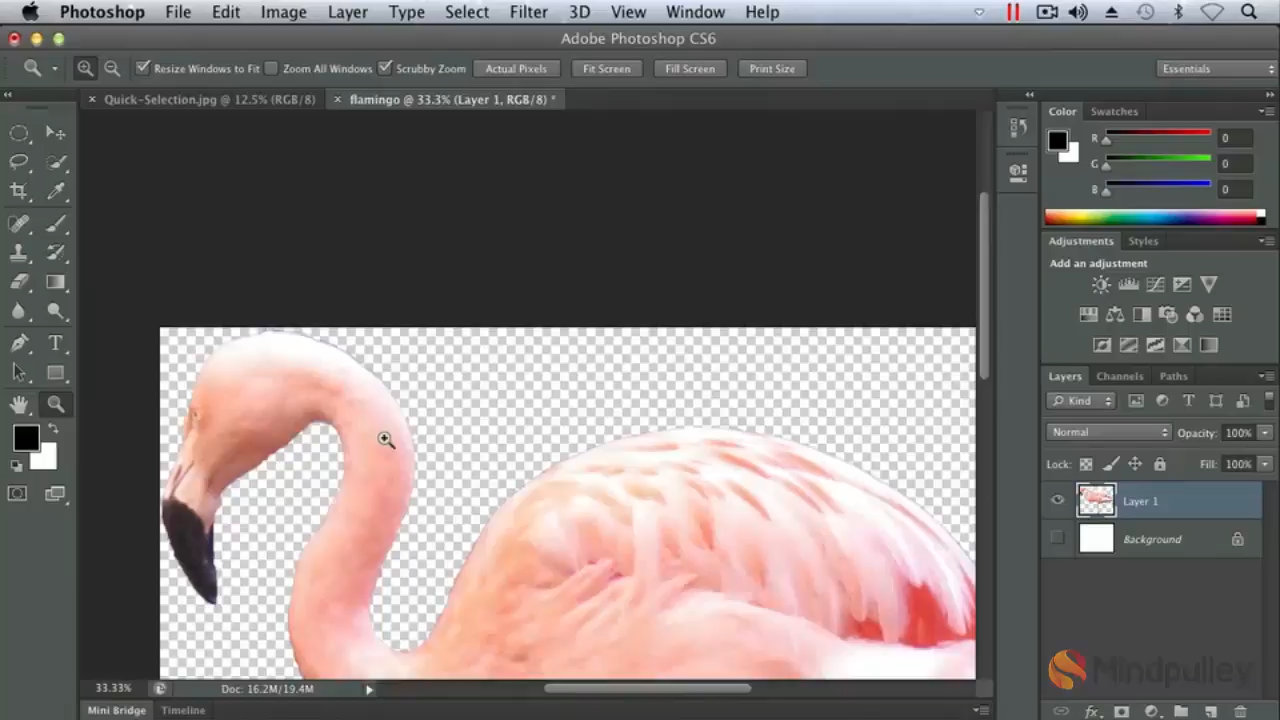 Photoshop File Edit Image Layer Type Select Filter 3D View Window Help
Adobe Photoshop CS6
Resize Windows to Fit Zoom All Windows Scrubby Zoom Actual Pixels Fit Screen Fill Screen Print Size Essentials
Quick-Selection.jpg @ 12.5% (RGB/8) flamingo @ 33.3% (Layer 1, RGB/8) *
Color Swatches
R 0
G 0
B 0
Adjustments Styles
Add an adjustment
Layers Channels Paths
Kind
Normal Opacity: 100%
Lock: Fill: 100%
Layer 1
Background
Mindpulley
33.33% Doc: 16.2M/19.4M
Mini Bridge Timeline
fx